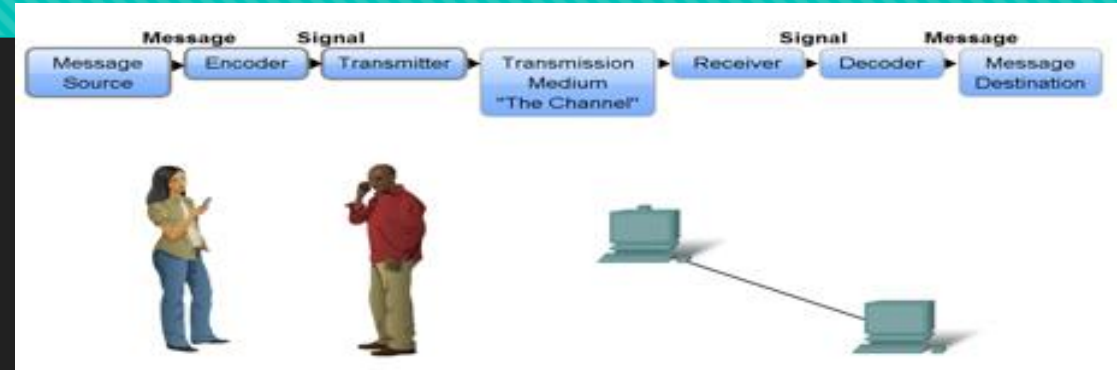 Message Signal Signal Message
Message Source
Encoder
Transmitter
Transmission Medium "The Channel"
Receiver
Decoder
Message Destination